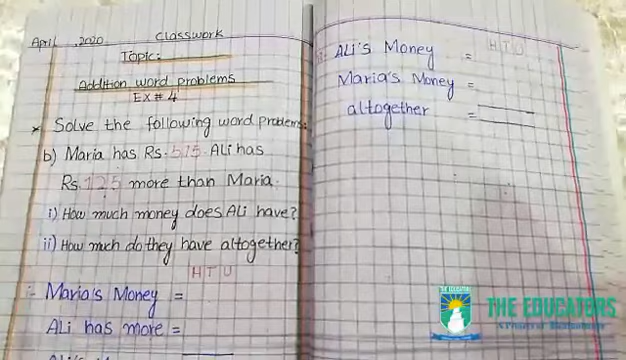 April ,2020 Classwork
Topic:
Addition word problems
EX # 4
* Solve the following word problems:
b) Maria has Rs. 515. Ali has
Rs. 125 more than Maria.
i) How much money does Ali have?
ii) How much do they have altogether?
H T U
Maria's Money =
Ali has more =
Ali's
H T U
Ali's Money =
Maria's Money =
altogether =
THE EDUCATORS